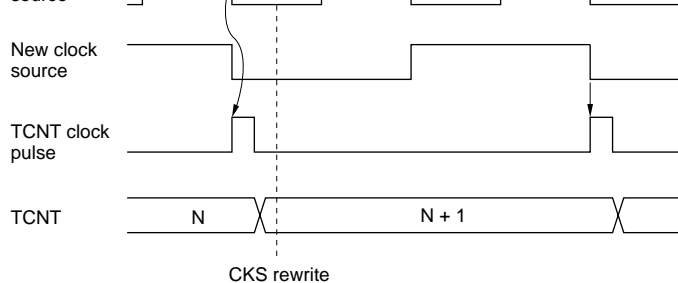 source
New clock
source
TCNT clock
pulse
TCNT
N
N + 1
CKS rewrite